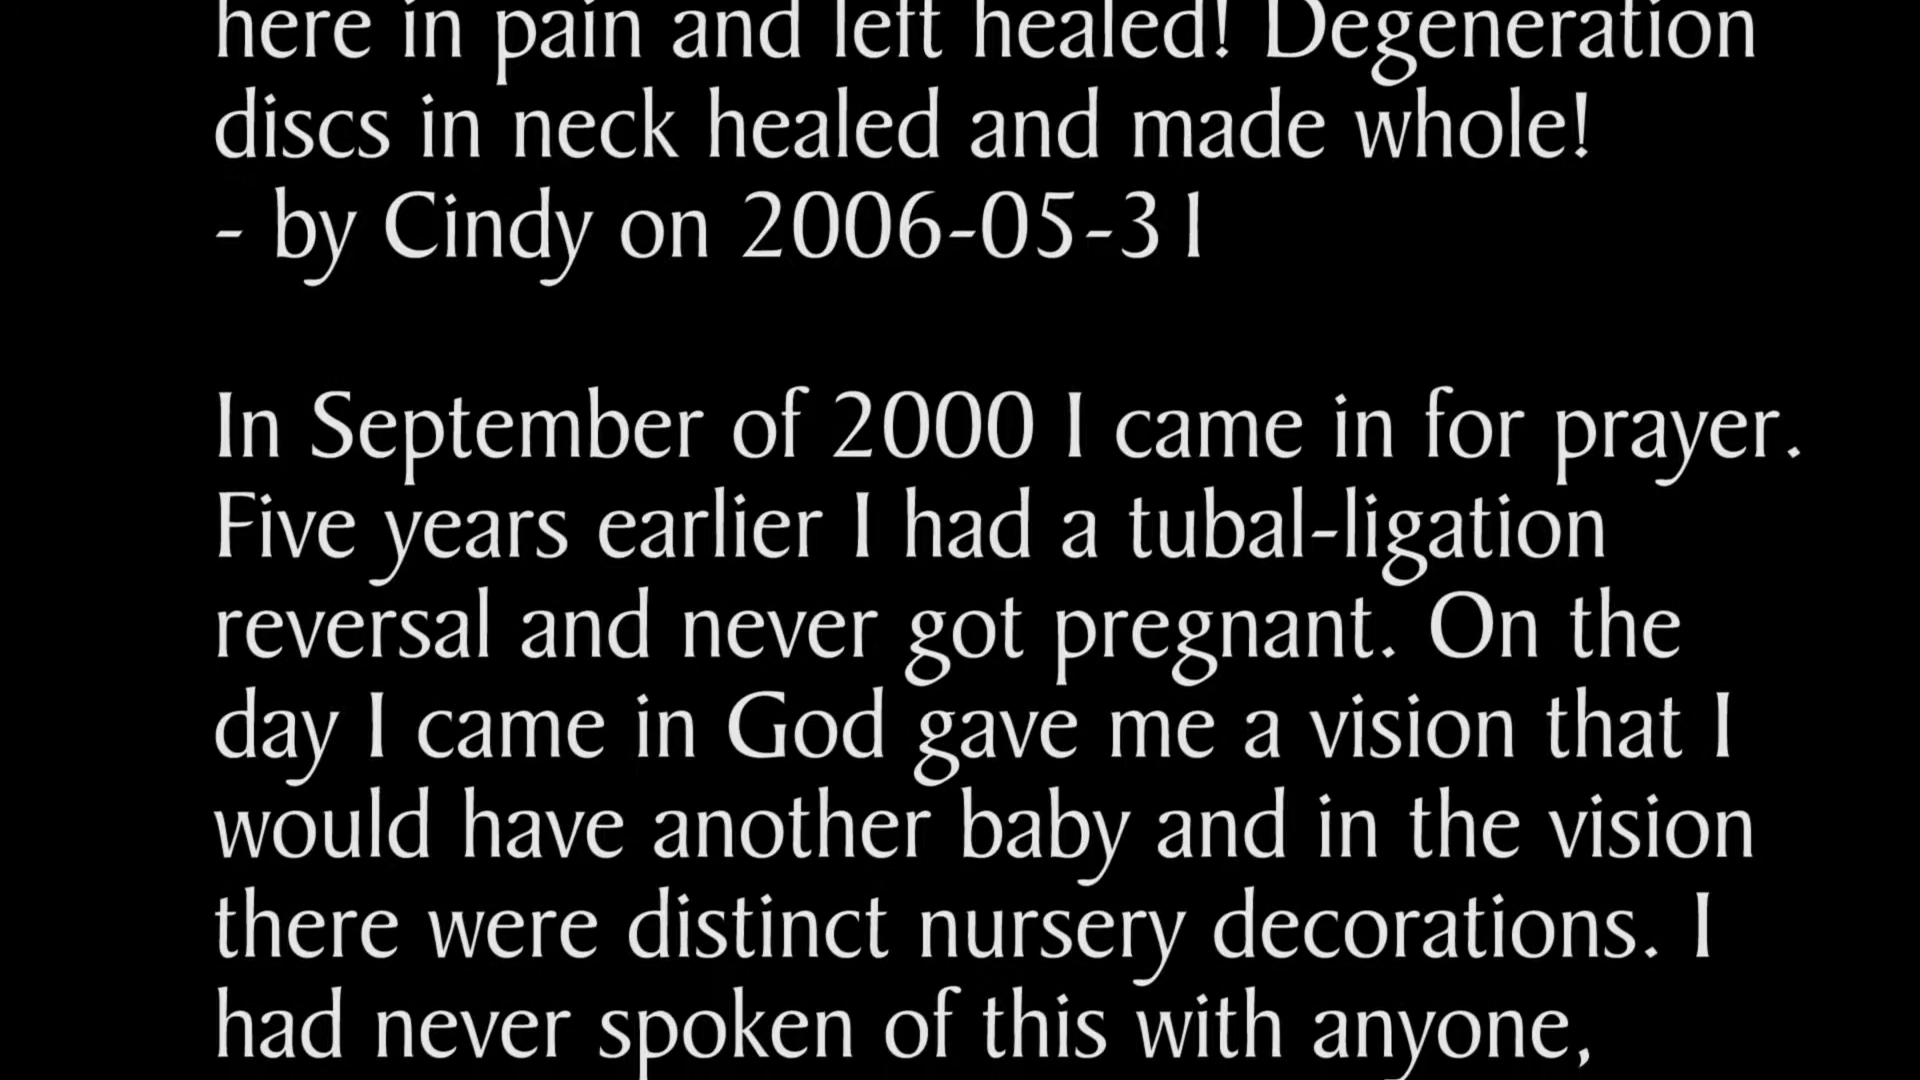 here in pain and left healed! Degeneration
discs in neck healed and made whole!
- by Cindy on 2006-05-31
In September of 2000 I came in for prayer.
Five years earlier I had a tubal-ligation
reversal and never got pregnant. On the
day I came in God gave me a vision that I
would have another baby and in the vision
there were distinct nursery decorations. I
had never spoken of this with anyone,